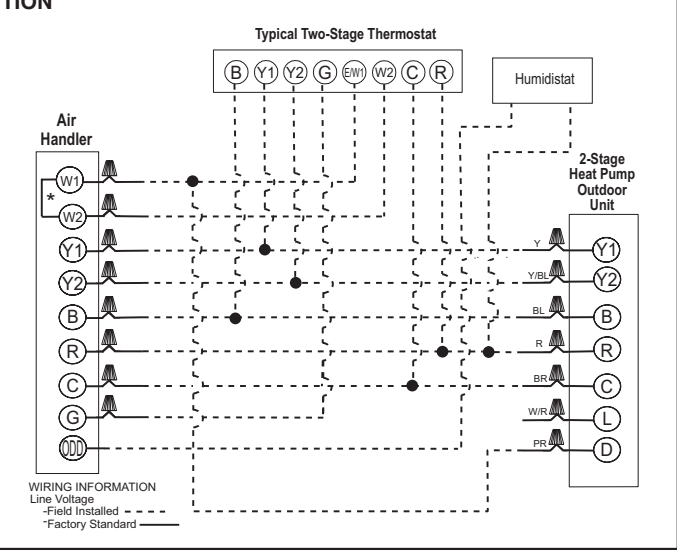 TION
Typical Two-Stage Thermostat
B Y1 Y2 G E/W1 W2 C R
Humidistat
Air
Handler
2-Stage
Heat Pump
Outdoor
Unit
W1
*
W2
Y1
Y2
B
R
C
G
ODD
Y
Y1
Y/BL
Y2
BL
B
R
R
BR
C
W/R
L
PR
D
WIRING INFORMATION
Line Voltage
-Field Installed
-Factory Standard